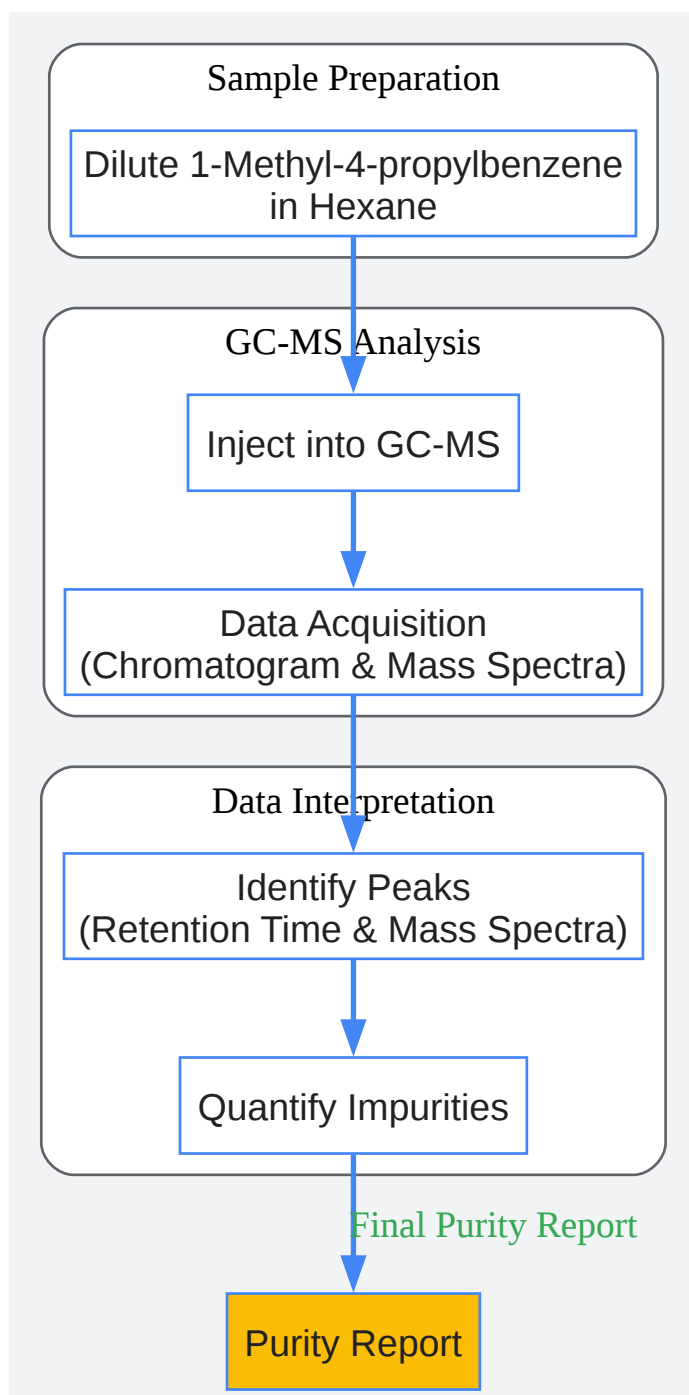 Sample Preparation
Dilute 1-Methyl-4-propylbenzene
in Hexane
GC-MS Analysis
Inject into GC-MS
Data Acquisition
(Chromatogram & Mass Spectra)
Data Interpretation
Identify Peaks
(Retention Time & Mass Spectra)
Quantify Impurities
Final Purity Report
Purity Report